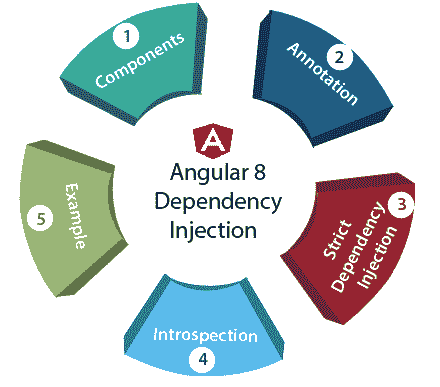 1
Components
2
Annotation
3
Strict
Dependency
Injection
4
Introspection
5
Example
A
Angular 8
Dependency
Injection